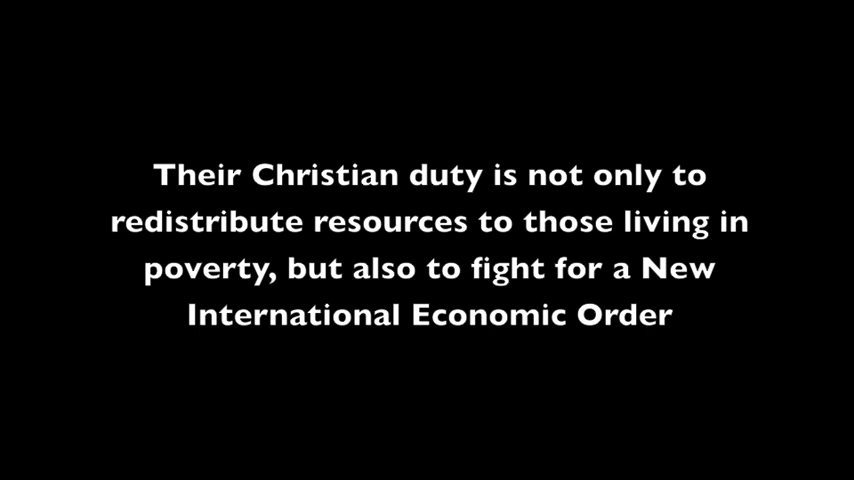 Their Christian duty is not only to
redistribute resources to those living in
poverty, but also to fight for a New
International Economic Order